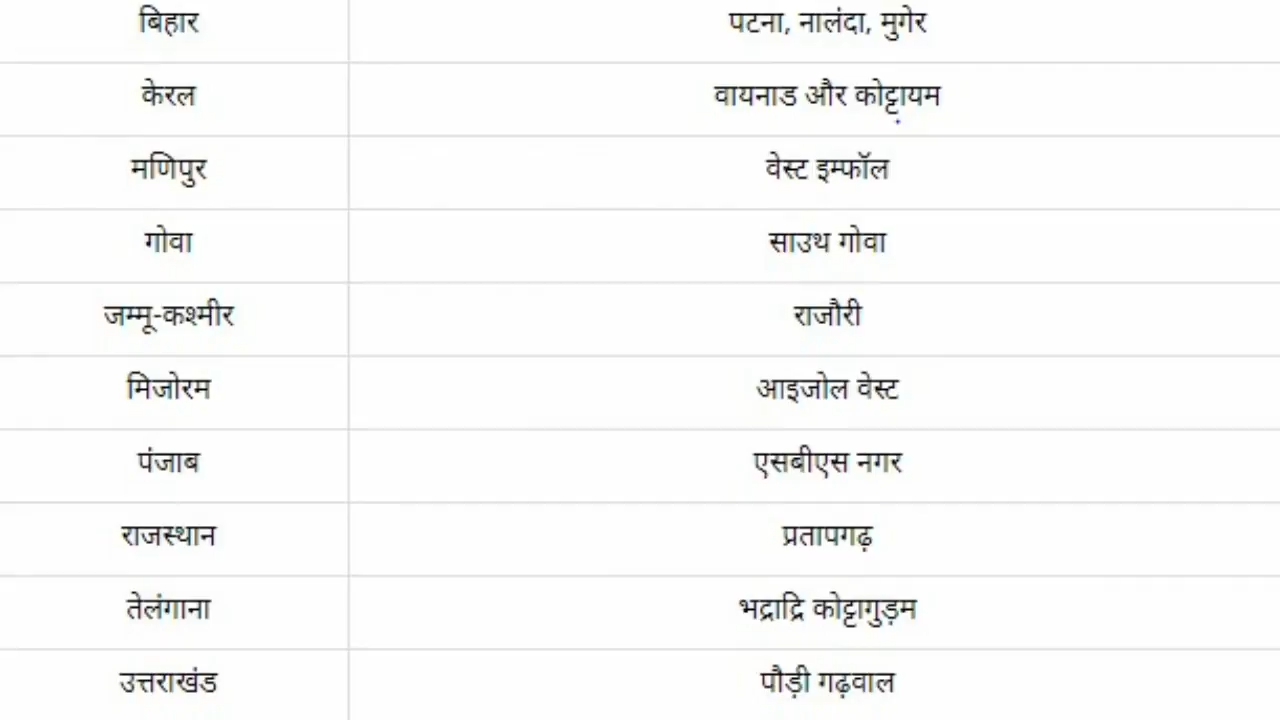 बिहार पटना, नालंदा, मुगेर
केरल वायनाड और कोट्टायम
मणिपुर वेस्ट इम्फॉल
गोवा साउथ गोवा
जम्मू-कश्मीर राजौरी
मिजोरम आइजोल वेस्ट
पंजाब एसबीएस नगर
राजस्थान प्रतापगढ़
तेलंगाना भद्राद्रि कोट्टागुड़म
उत्तराखंड पौड़ी गढ़वाल